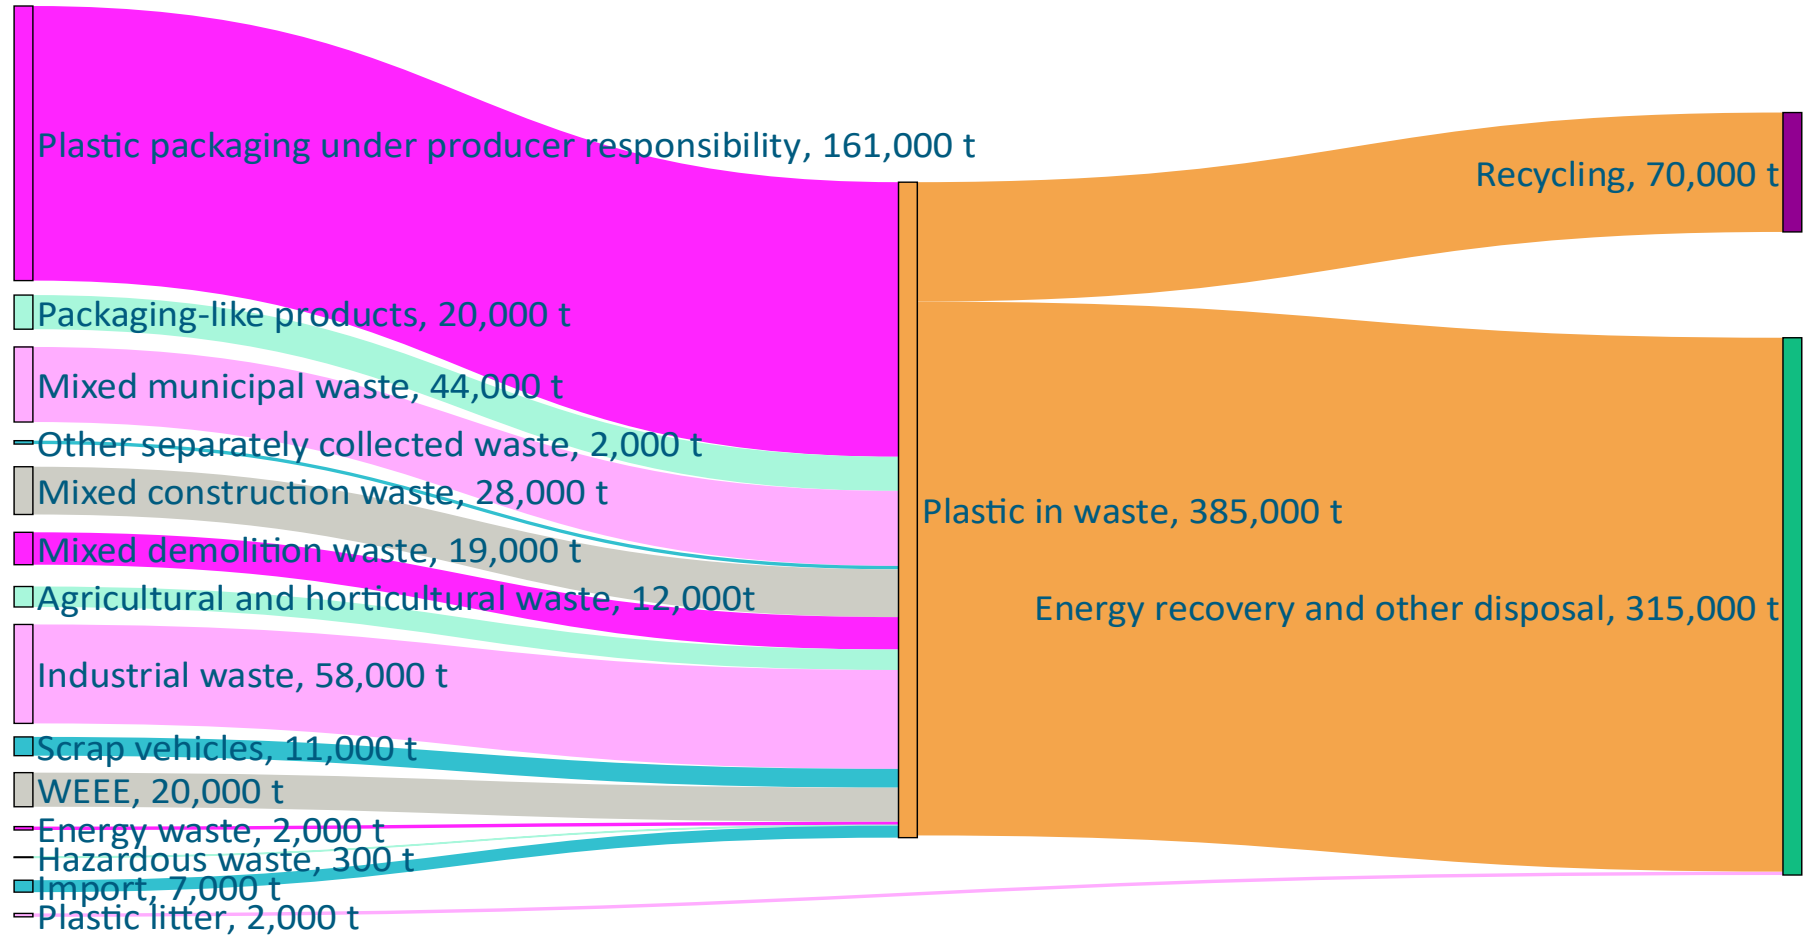 Plastic packaging under producer responsibility, 161,000 t
Packaging-like products, 20,000 t
Mixed municipal waste, 44,000 t
Other separately collected waste, 2,000 t
Mixed construction waste, 28,000 t
Mixed demolition waste, 19,000 t
Agricultural and horticultural waste, 12,000t
Industrial waste, 58,000 t
Scrap vehicles, 11,000 t
WEEE, 20,000 t
Energy waste, 2,000 t
Hazardous waste, 300 t
Import, 7,000 t
Plastic litter, 2,000 t
Plastic in waste, 385,000 t
Recycling, 70,000 t
Energy recovery and other disposal, 315,000 t